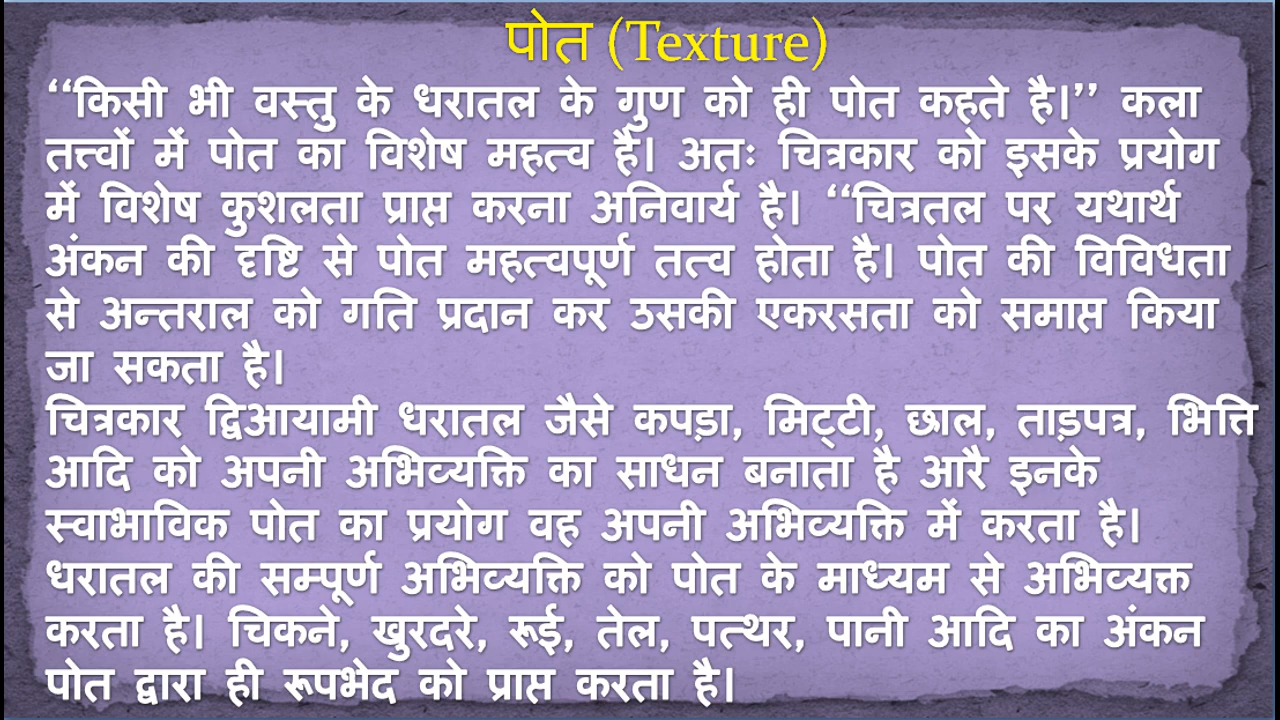 पोत (Texture)
“किसी भी वस्तु के धरातल के गुण को ही पोत कहते है।” कला
तत्त्वों में पोत का विशेष महत्व है। अतः चित्रकार को इसके प्रयोग
में विशेष कुशलता प्राप्त करना अनिवार्य है। “चित्रतल पर यथार्थ
अंकन की दृष्टि से पोत महत्वपूर्ण तत्व होता है। पोत की विविधता
से अन्तराल को गति प्रदान कर उसकी एकरसता को समाप्त किया
जा सकता है।
चित्रकार द्विआयामी धरातल जैसे कपड़ा, मिट्टी, छाल, ताड़पत्र, भित्ति
आदि को अपनी अभिव्यक्ति का साधन बनाता है आरै इनके
स्वाभाविक पोत का प्रयोग वह अपनी अभिव्यक्ति में करता है।
धरातल की सम्पूर्ण अभिव्यक्ति को पोत के माध्यम से अभिव्यक्त
करता है। चिकने, खुरदरे, रूई, तेल, पत्थर, पानी आदि का अंकन
पोत द्वारा ही रूपभेद को प्राप्त करता है।